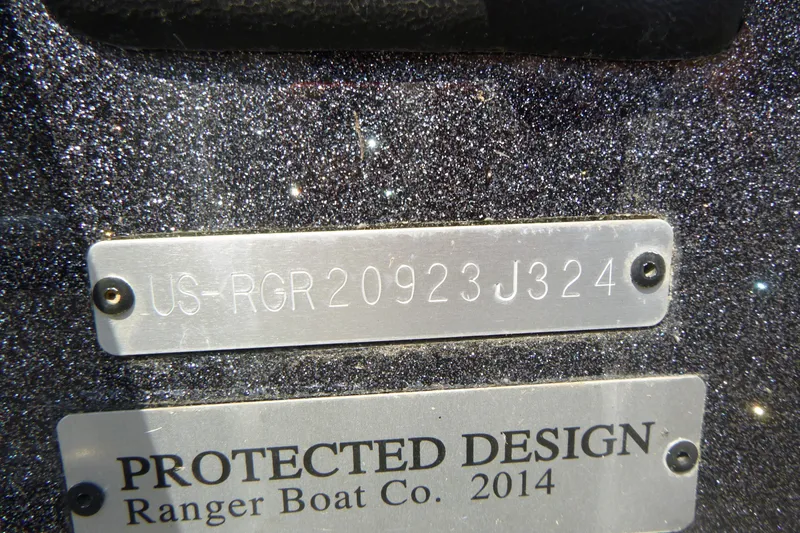 US-RGR20923J324
PROTECTED DESIGN
Ranger Boat Co. 2014